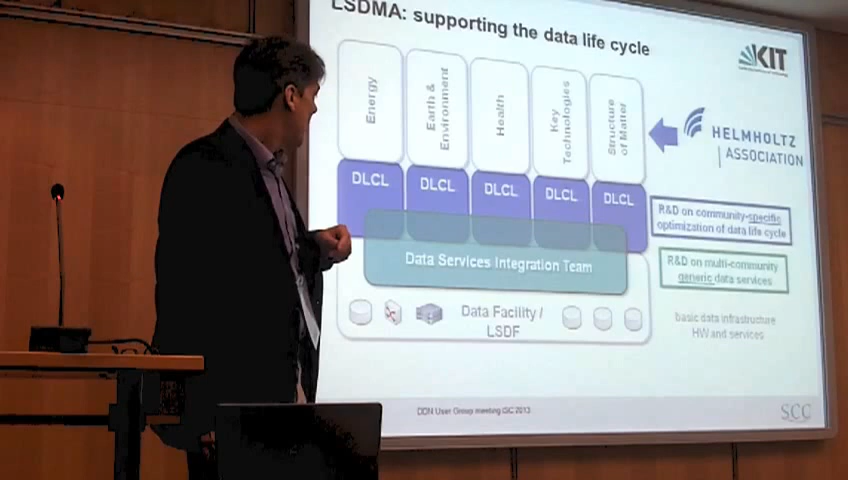 LSDMA: supporting the data life cycle
KIT
Energy
Earth &
Environment
Health
Key
Technologies
Structure
of Matter
HELMHOLTZ
ASSOCIATION
DLCL
DLCL
DLCL
DLCL
DLCL
R&D on community-specific
optimization of data life cycle
Data Services Integration Team
R&D on multi-community
generic data services
Data Facility /
LSDF
basic data infrastructure
HW and services
DDN User Group meeting ISC 2013
SCC